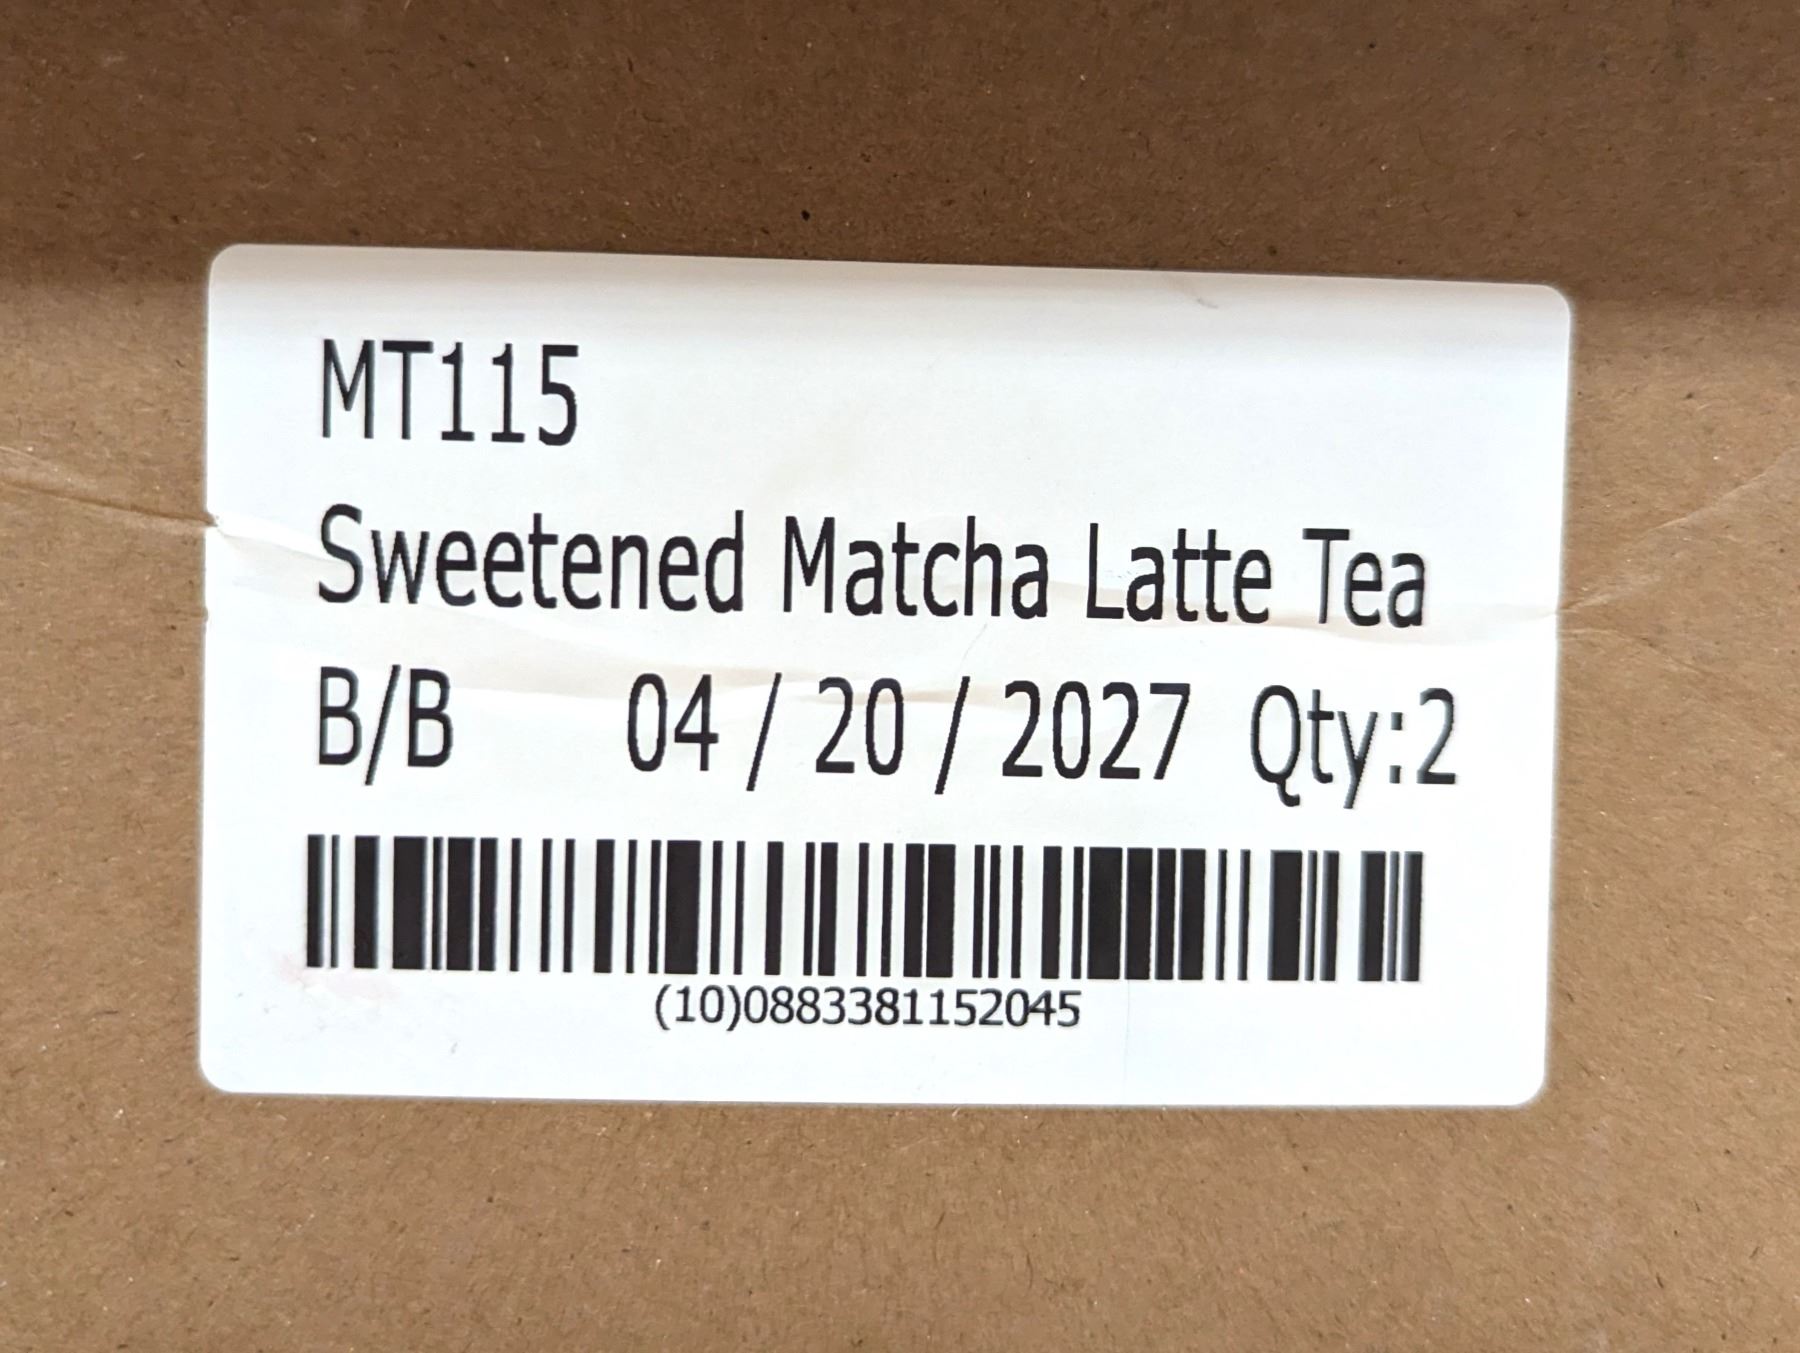 MT115
Sweetened Matcha Latte Tea
B/B 04 / 20 / 2027 Qty:2
(10)0883381152045